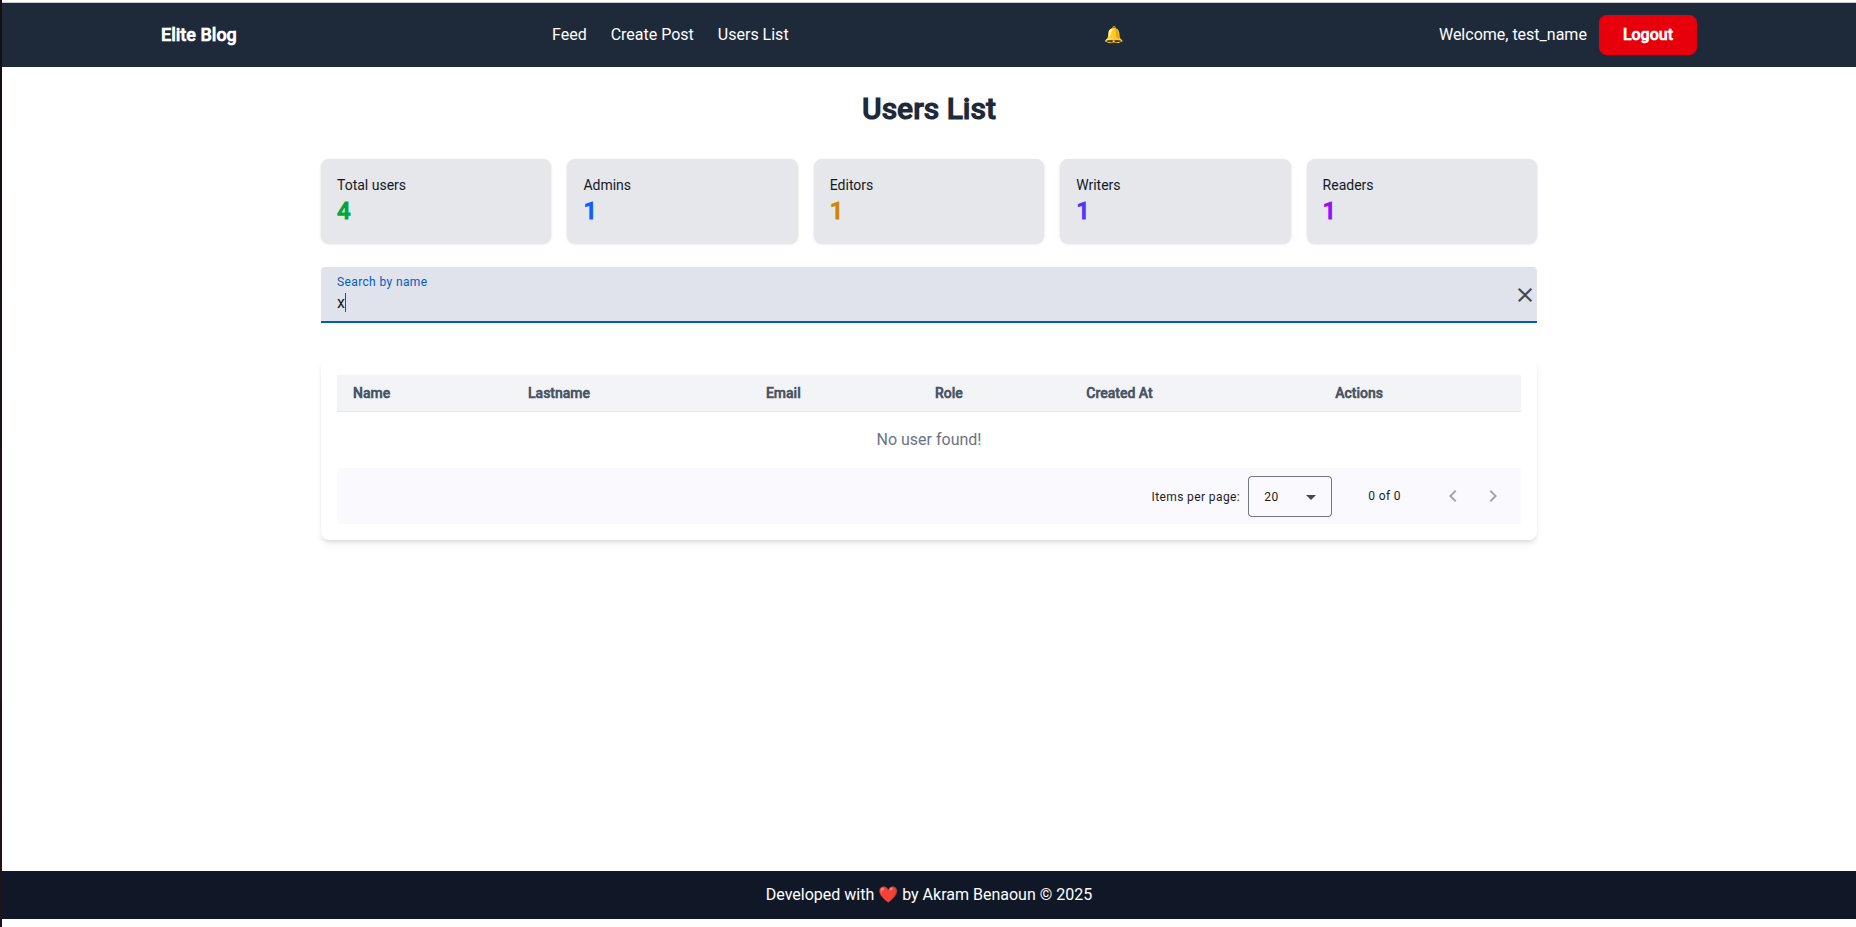 Elite Blog
Feed Create Post Users List
🔔
Welcome, test_name
Logout
Users List
Total users
4
Admins
1
Editors
1
Writers
1
Readers
1
Search by name
x
Name Lastname Email Role Created At Actions
No user found!
Items per page: 20 0 of 0
Developed with ❤️ by Akram Benaoun © 2025